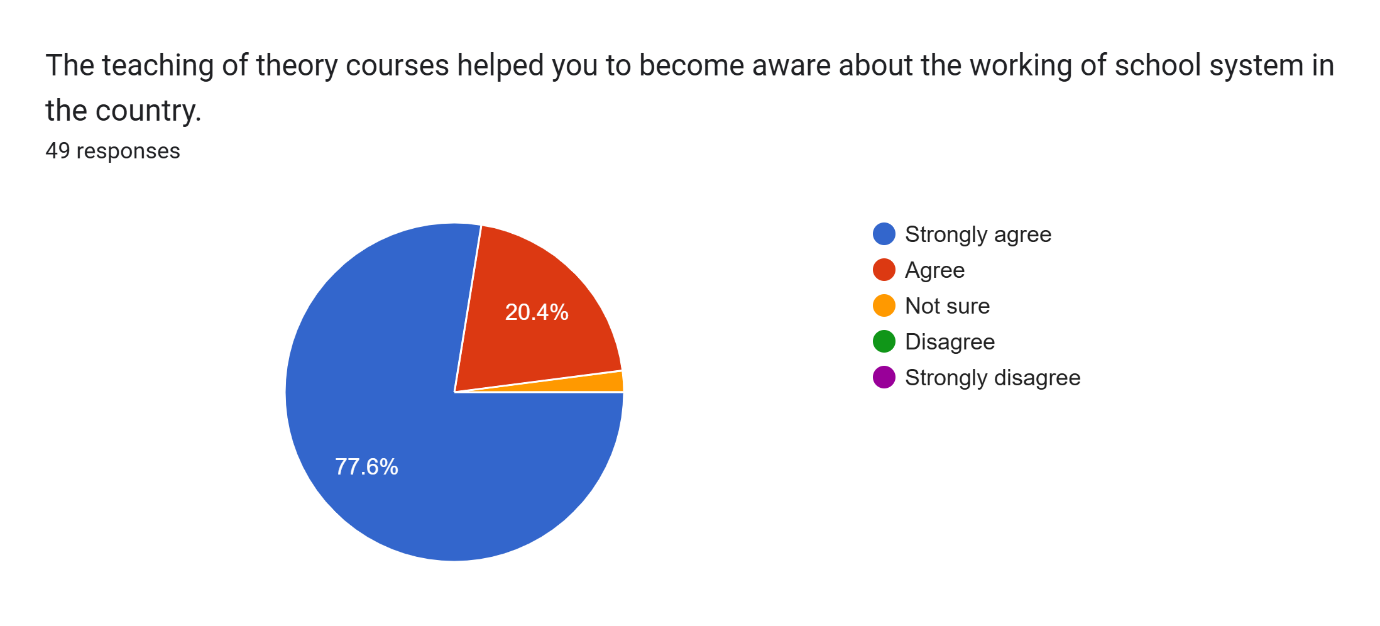 The teaching of theory courses helped you to become aware about the working of school system in
the country.
49 responses
Strongly agree
Agree
Not sure
Disagree
Strongly disagree
20.4%
77.6%